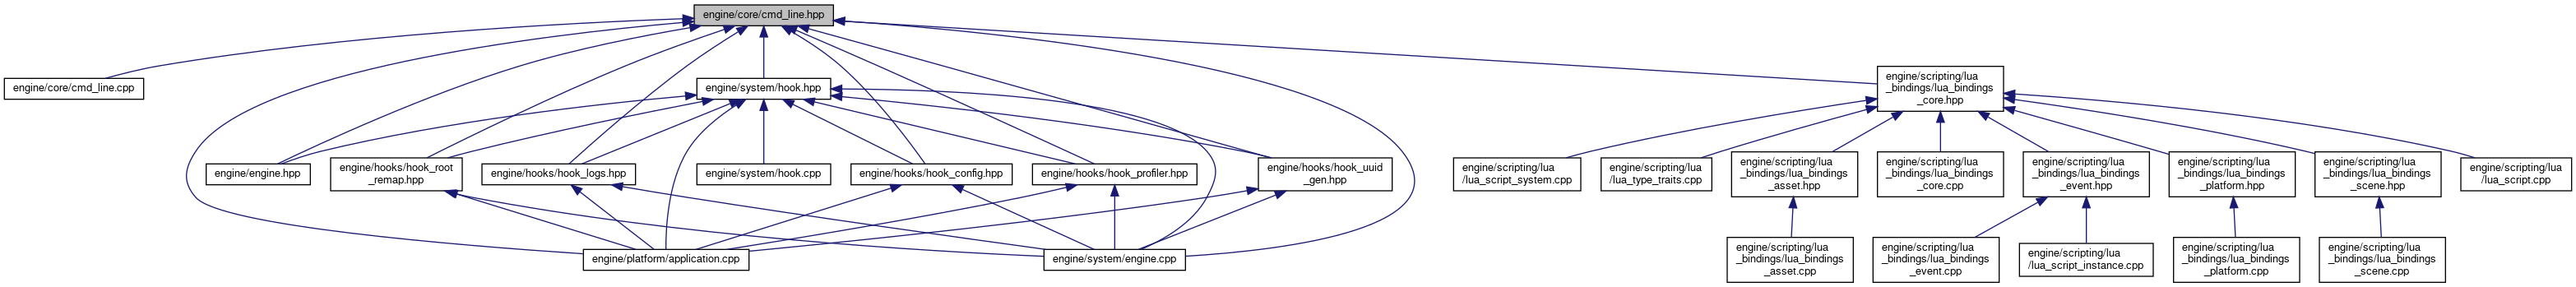 engine/core/cmd_line.hpp
engine/core/cmd_line.cpp
engine/system/hook.hpp
engine/scripting/lua
_bindings/lua_bindings
_core.hpp
engine/engine.hpp
engine/hooks/hook_root
_remap.hpp
engine/hooks/hook_logs.hpp
engine/system/hook.cpp
engine/hooks/hook_config.hpp
engine/hooks/hook_profiler.hpp
engine/hooks/hook_uuid
_gen.hpp
engine/scripting/lua
/lua_script_system.cpp
engine/scripting/lua
/lua_type_traits.cpp
engine/scripting/lua
_bindings/lua_bindings
_asset.hpp
engine/scripting/lua
_bindings/lua_bindings
_core.cpp
engine/scripting/lua
_bindings/lua_bindings
_event.hpp
engine/scripting/lua
_bindings/lua_bindings
_platform.hpp
engine/scripting/lua
_bindings/lua_bindings
_scene.hpp
engine/scripting/lua
/lua_script.cpp
engine/platform/application.cpp
engine/system/engine.cpp
engine/scripting/lua
_bindings/lua_bindings
_asset.cpp
engine/scripting/lua
_bindings/lua_bindings
_event.cpp
engine/scripting/lua
/lua_script_instance.cpp
engine/scripting/lua
_bindings/lua_bindings
_platform.cpp
engine/scripting/lua
_bindings/lua_bindings
_scene.cpp